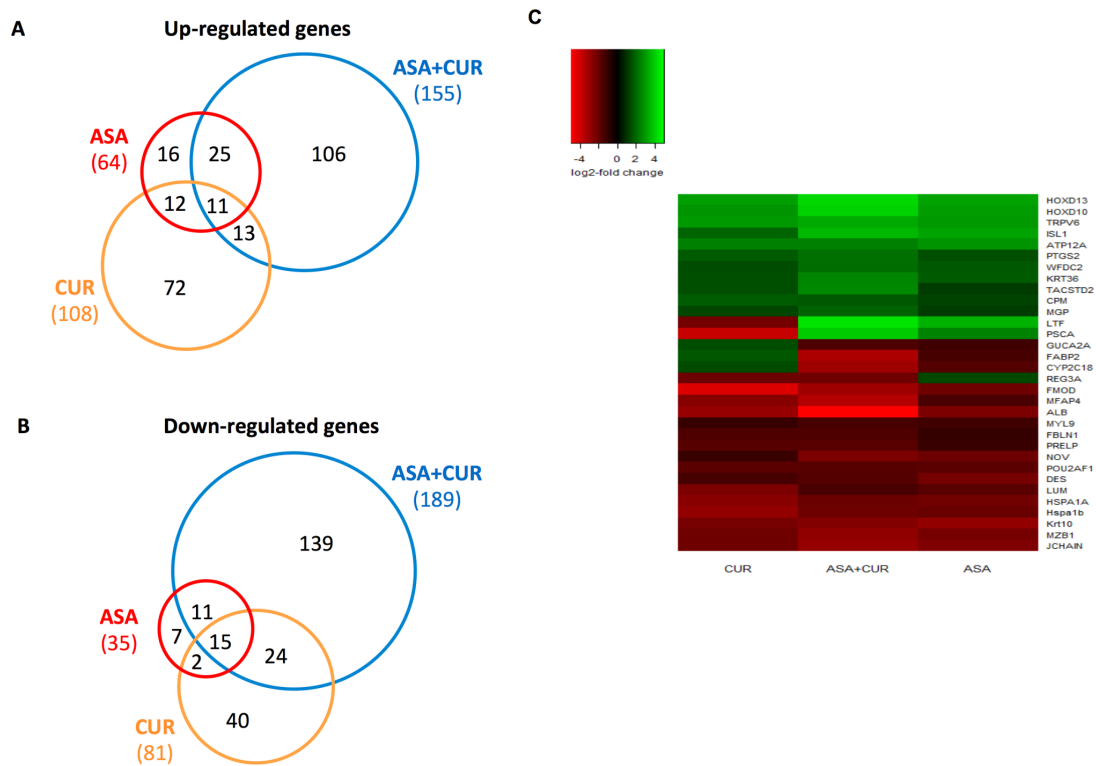 A
Up-regulated genes
ASA+CUR
(155)
ASA
(64)
16
25
106
12
11
13
72
CUR
(108)
B
Down-regulated genes
ASA+CUR
(189)
139
ASA
(35)
11
7
15
2
24
40
CUR
(81)
C
-4 0 2 4
log2-fold change
HOXD13
HOXD10
TRPV6
ISL1
ATP12A
PTGS2
WFDC2
KRT36
TACSTD2
CPM
MGP
LTF
PSCA
GUCA2A
FABP2
CYP2C18
REG3A
FMOD
MFAP4
ALB
MYL9
FBLN1
PRELP
NOV
POU2AF1
DES
LUM
HSPA1A
Hspa1b
Krt10
MZB1
JCHAIN
CUR ASA+CUR ASA